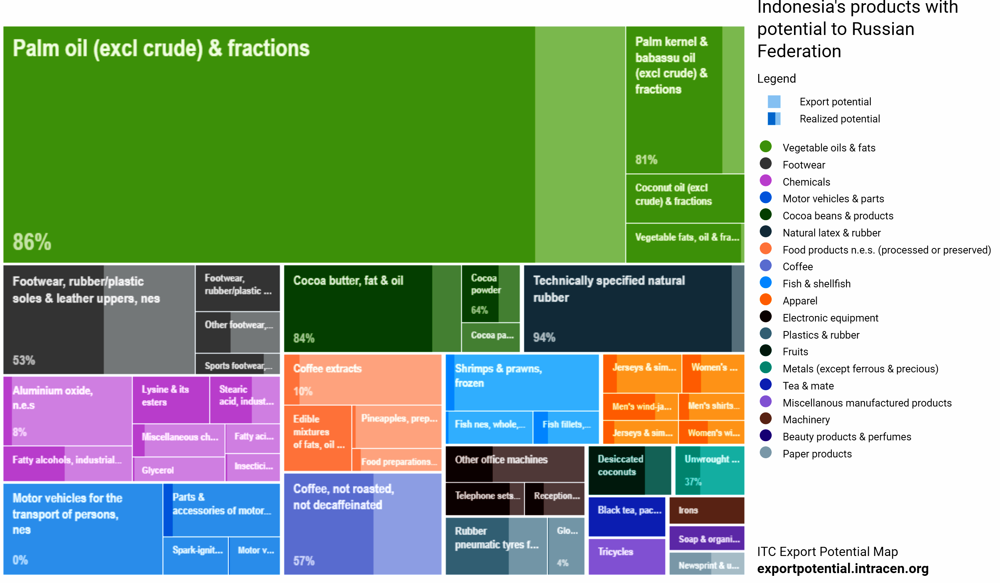 Indonesia's products with
potential to Russian
Federation
Legend
Export potential
Realized potential
Vegetable oils & fats
Footwear
Chemicals
Motor vehicles & parts
Cocoa beans & products
Natural latex & rubber
Food products n.e.s. (processed or preserved)
Coffee
Fish & shellfish
Apparel
Electronic equipment
Plastics & rubber
Fruits
Metals (except ferrous & precious)
Tea & mate
Miscellanous manufactured products
Machinery
Beauty products & perfumes
Paper products
ITC Export Potential Map
exportpotential.intracen.org
Palm oil (excl crude) & fractions
86%
Palm kernel &
babassu oil
(excl crude) &
fractions
81%
Coconut oil (excl
crude) & fractions
Vegetable fats, oil & fra...
Footwear, rubber/plastic
soles & leather uppers, nes
53%
Footwear,
rubber/plastic ...
Other footwear,...
Sports footwear,...
Cocoa butter, fat & oil
84%
Cocoa
powder
64%
Cocoa pa...
Technically specified natural
rubber
94%
Aluminium oxide,
n.e.s
8%
Lysine & its
esters
Stearic
acid, indust...
Miscellaneous ch...
Fatty aci...
Fatty alcohols, industrial...
Glycerol
Insectici...
Coffee extracts
10%
Edible
mixtures
of fats, oil ...
Pineapples, prep...
Food preparations...
Shrimps & prawns,
frozen
Fish nes, whole,...
Fish fillets,...
Jerseys & sim...
Women's ...
Men's wind-ja...
Men's shirts...
Jerseys & sim...
Women's wi...
Motor vehicles for the
transport of persons,
nes
0%
Parts &
accessories of motor...
Spark-ignit...
Motor v...
Coffee, not roasted,
not decaffeinated
57%
Other office machines
Telephone sets...
Reception...
Rubber
pneumatic tyres f...
Glo...
4%
Desiccated
coconuts
Unwrought ...
37%
Black tea, pac...
Irons
Tricycles
Soap & organi...
Newsprint & u...